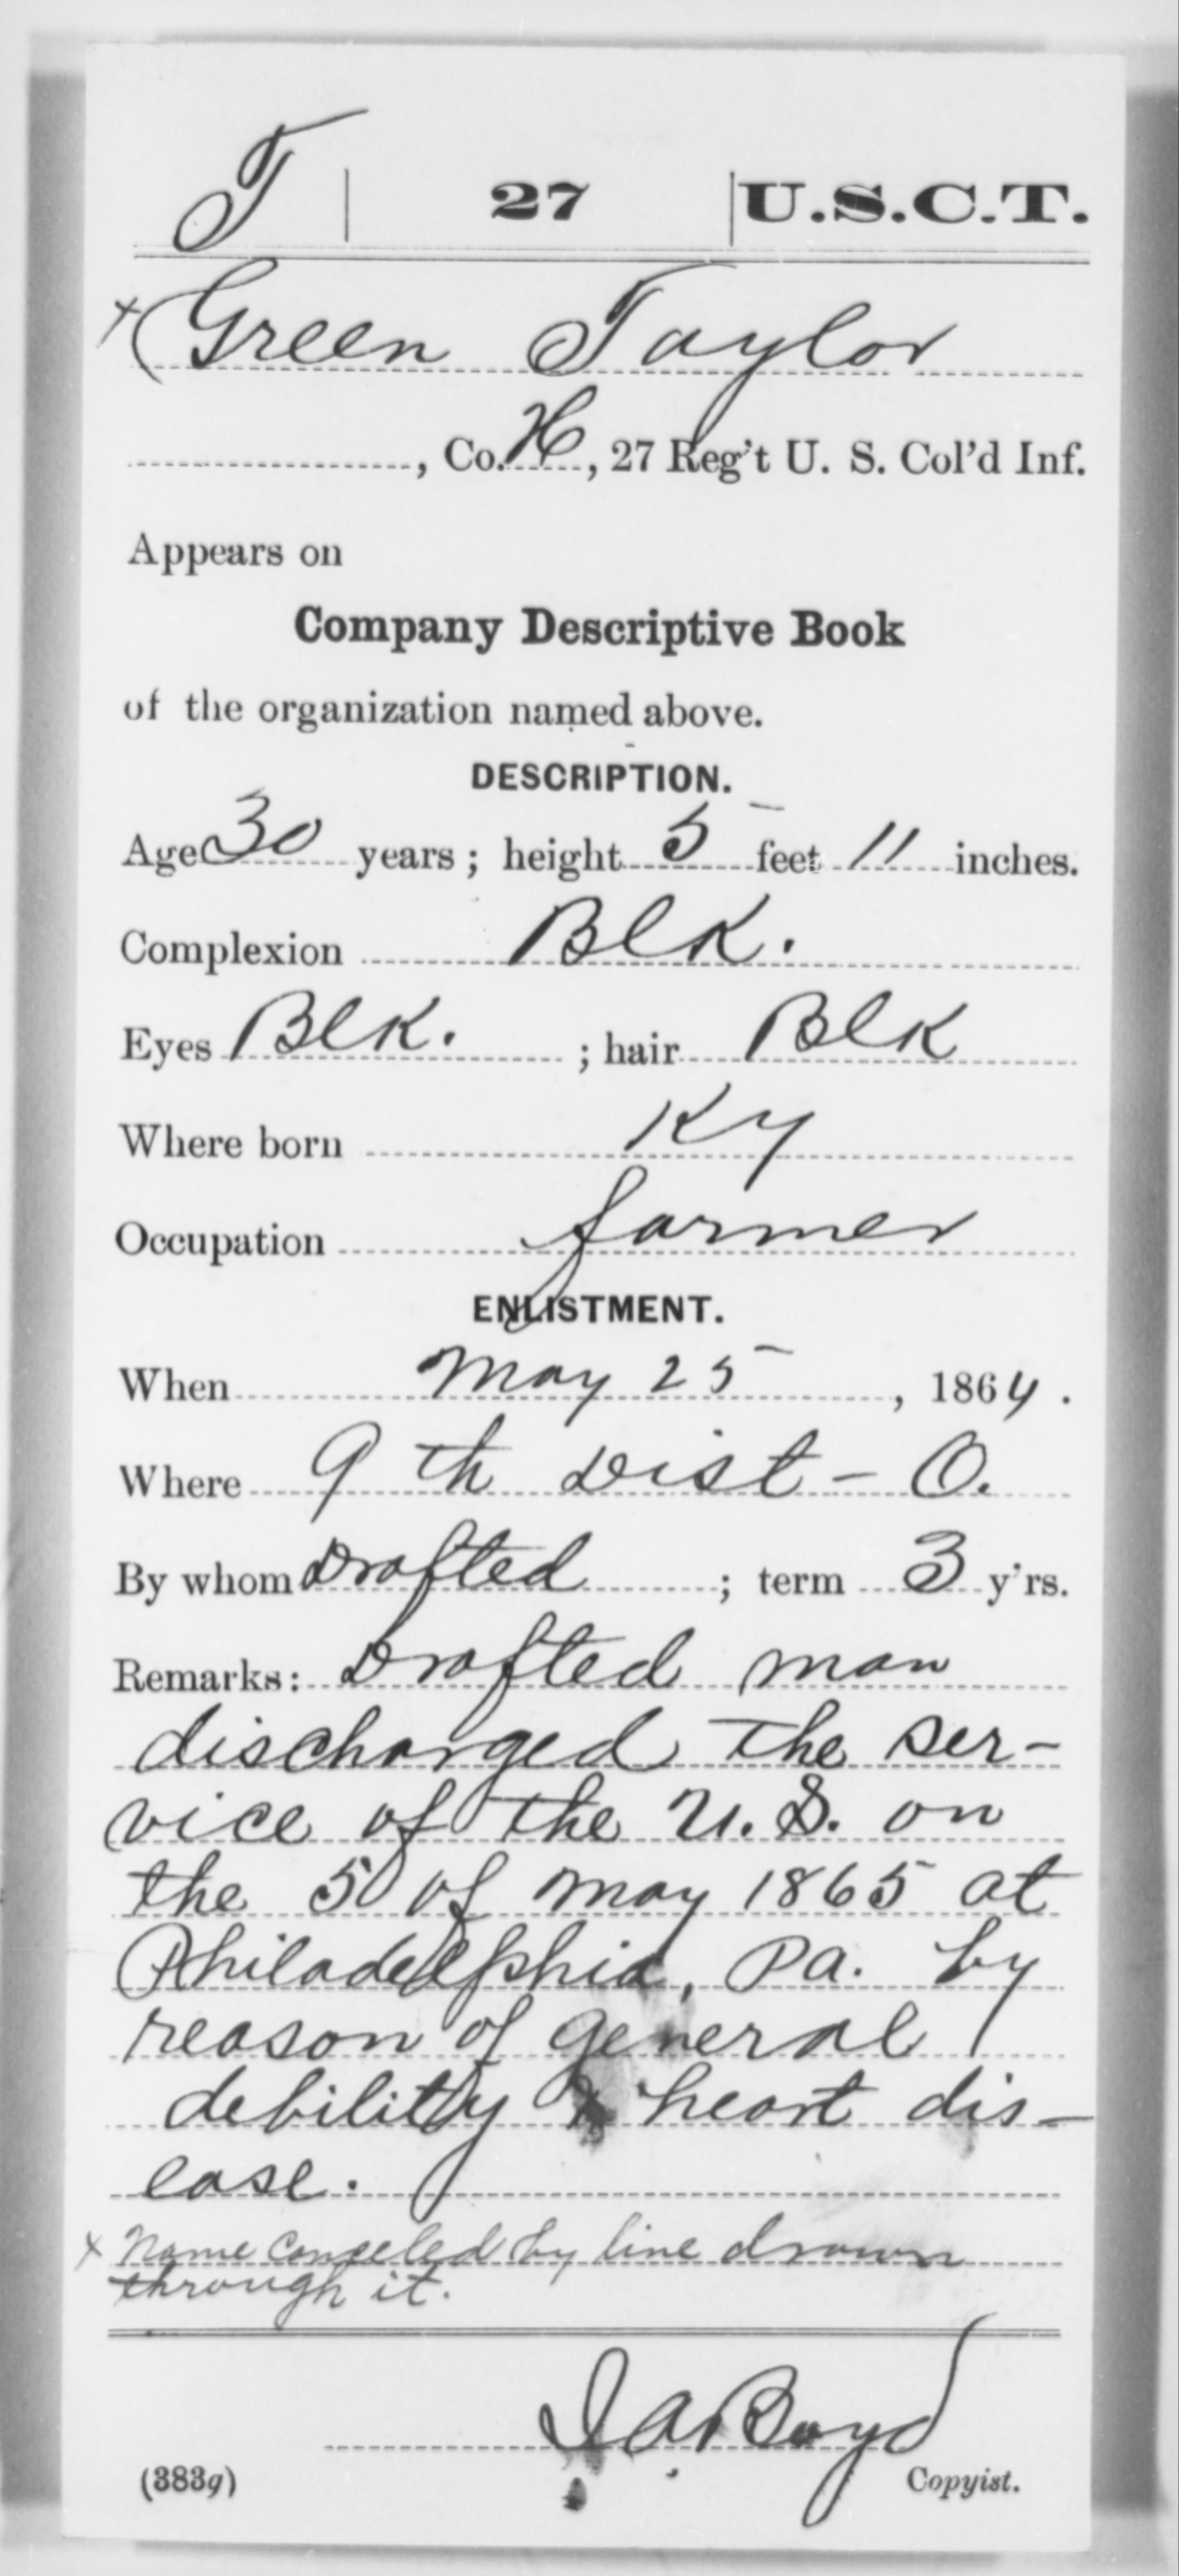 T | 27 | U.S.C.T.
x Green Taylor
, Co. H, 27 Reg't U. S. Col'd Inf.
Appears on
Company Descriptive Book
of the organization named above.
DESCRIPTION.
Age 30 years; height 5 feet 11 inches.
Complexion Blk.
Eyes Blk. ; hair Blk
Where born Ky
Occupation farmer
ENLISTMENT.
When May 25, 1864.
Where 9th Dist - O.
By whom Drafted ; term 3 y'rs.
Remarks: Drafted man
discharged the ser-
vice of the U.S. on
the 5 of May 1865 at
Philadelphia, Pa. by
reason of general
debility & heart dis-
ease.
x Name canceled by line drawn
through it.
Boyd
(383g) Copyist.